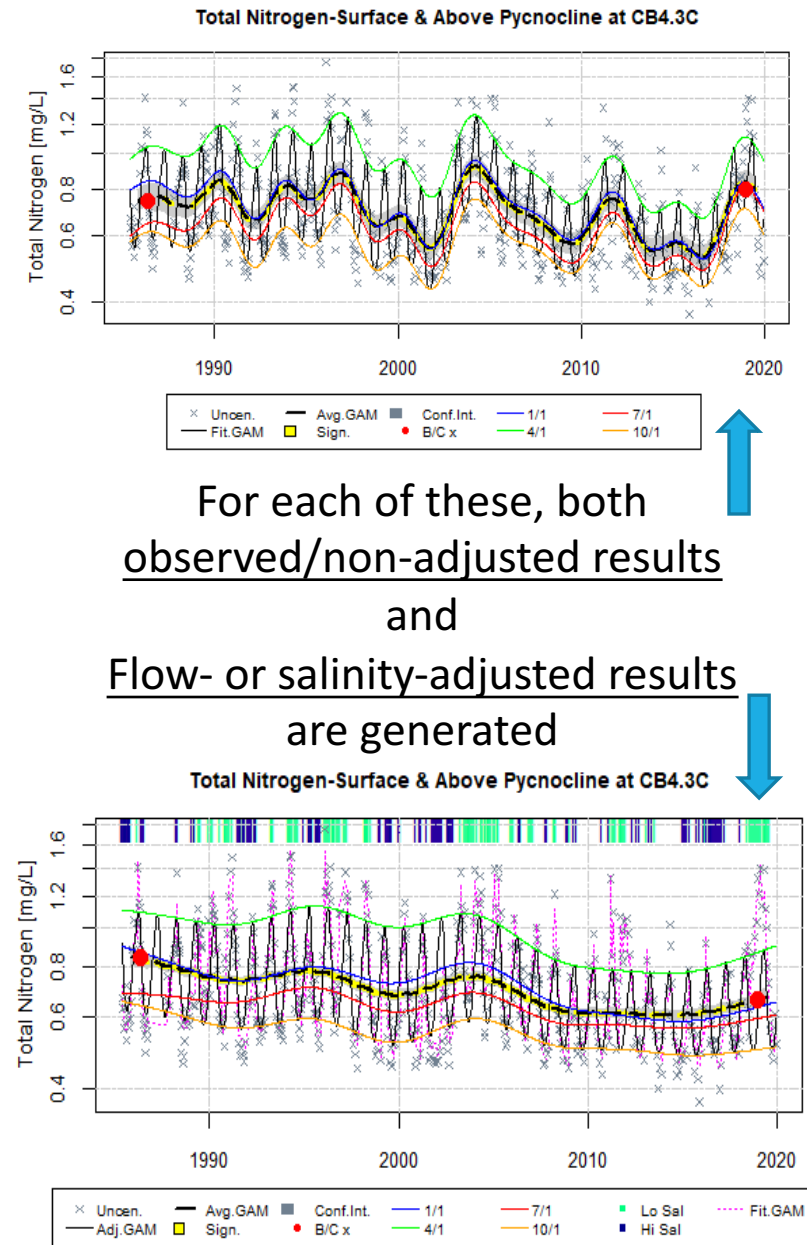 Total Nitrogen-Surface & Above Pycnocline at CB4.3C
Total Nitrogen [mg/L]
1.6
1.2
0.8
0.6
0.4
1990 2000 2010 2020
Uncen. Avg.GAM Conf.Int. 1/1 7/1
Fit.GAM Sign. B/C x 4/1 10/1
For each of these, both
observed/non-adjusted results
and
Flow- or salinity-adjusted results
are generated
Total Nitrogen-Surface & Above Pycnocline at CB4.3C
Total Nitrogen [mg/L]
1.6
1.2
0.8
0.6
0.4
1990 2000 2010 2020
Uncen. Avg.GAM Conf.Int. 1/1 7/1 Lo Sal Fit.GAM
Adj.GAM Sign. B/C x 4/1 10/1 Hi Sal